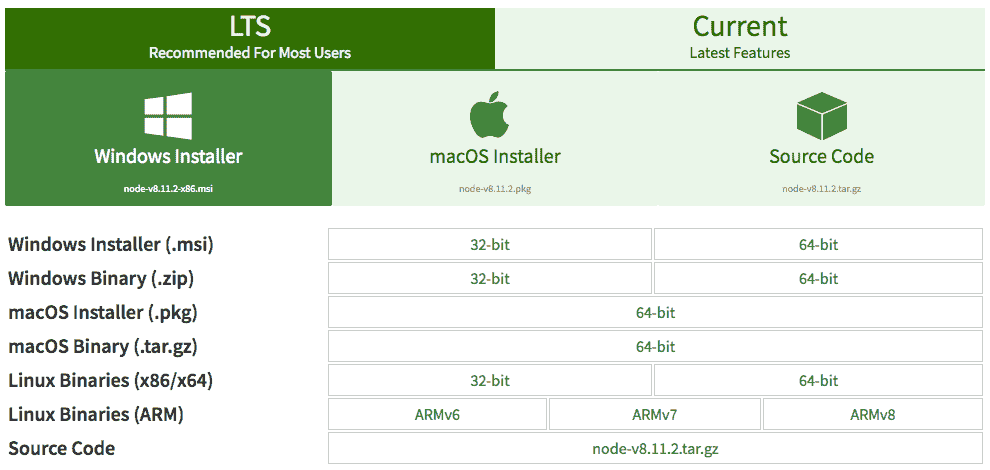 LTS
Recommended For Most Users
Current
Latest Features
Windows Installer
node-v8.11.2-x86.msi
macOS Installer
node-v8.11.2.pkg
Source Code
node-v8.11.2.tar.gz
Windows Installer (.msi) 32-bit 64-bit
Windows Binary (.zip) 32-bit 64-bit
macOS Installer (.pkg) 64-bit
macOS Binary (.tar.gz) 64-bit
Linux Binaries (x86/x64) 32-bit 64-bit
Linux Binaries (ARM) ARMv6 ARMv7 ARMv8
Source Code node-v8.11.2.tar.gz